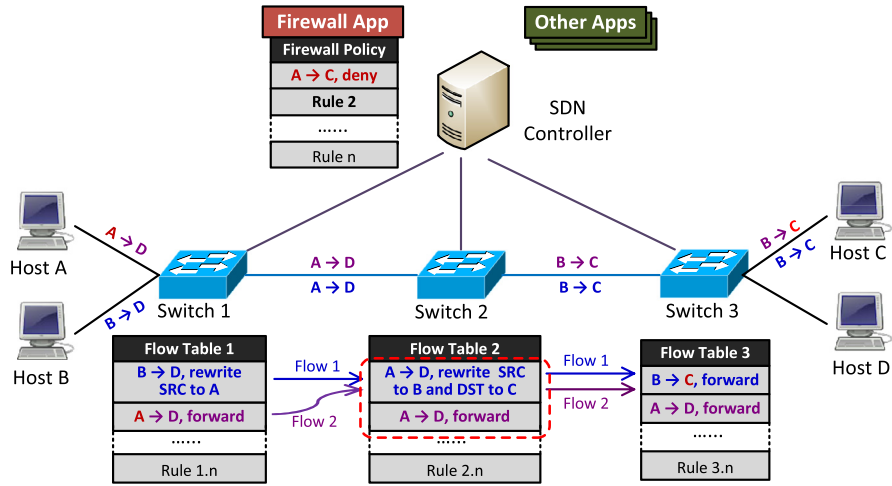 Firewall App
Other Apps
Firewall Policy
A → C, deny
Rule 2
......
Rule n
SDN
Controller
Host A
Host B
Host C
Host D
A → D
B → D
Switch 1
A → D
A → D
Switch 2
B → C
B → C
Switch 3
B → C
B → C
Flow Table 1
B → D, rewrite
SRC to A
A → D, forward
......
Rule 1.n
Flow 1
Flow 2
Flow Table 2
A → D, rewrite SRC
to B and DST to C
A → D, forward
......
Rule 2.n
Flow 1
Flow 2
Flow Table 3
B → C, forward
A → D, forward
......
Rule 3.n